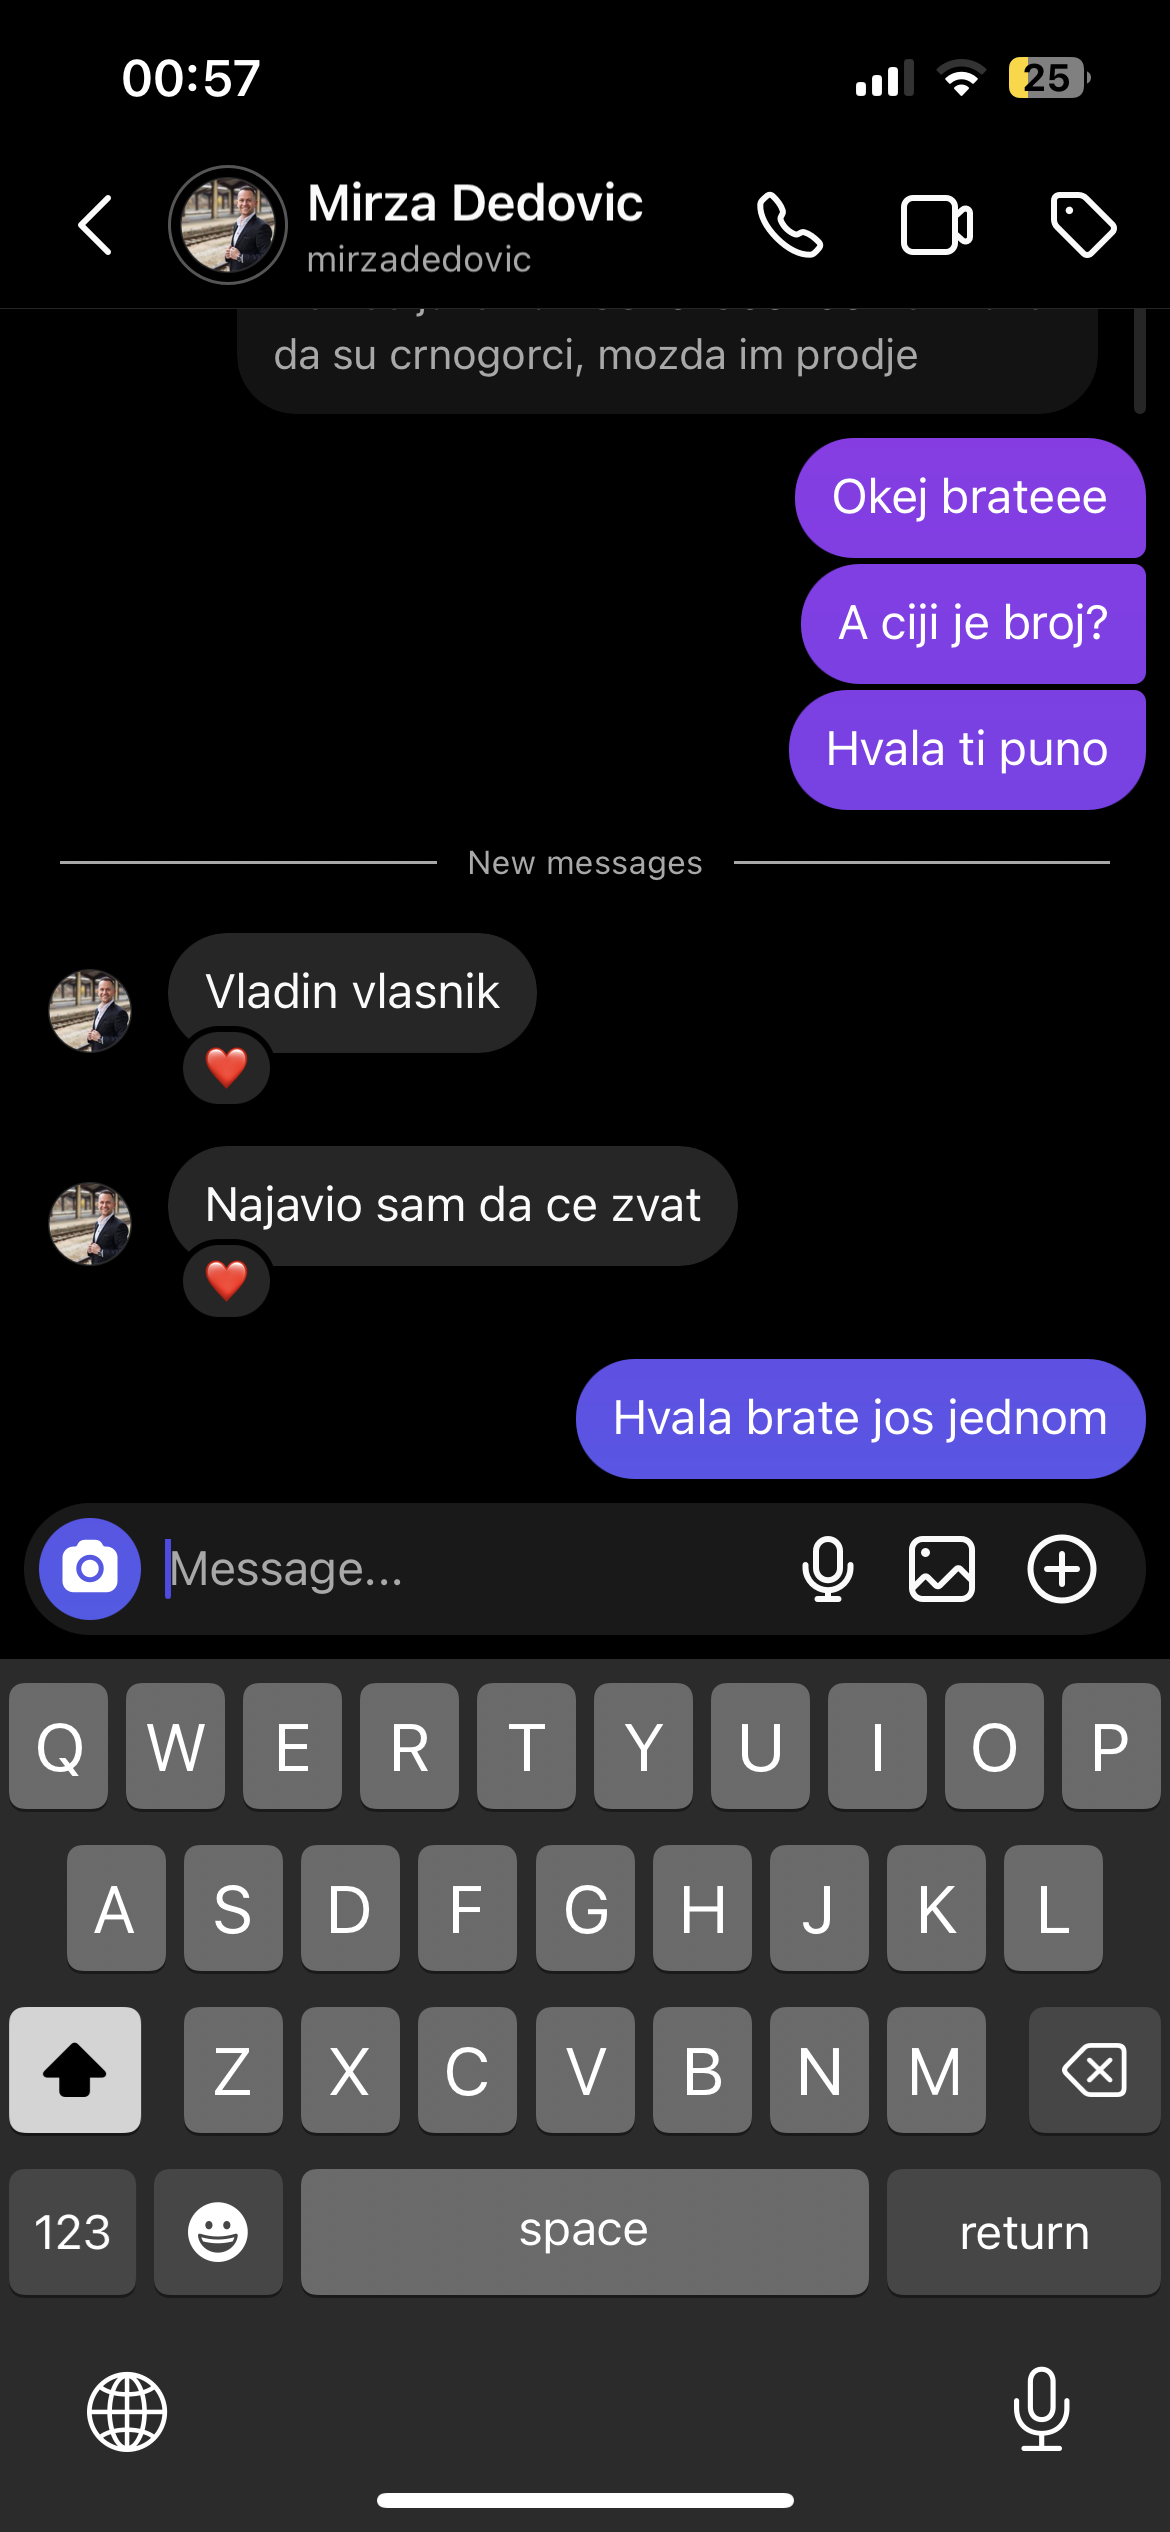 00:57
25
Mirza Dedovic
mirzadedovic
da su crnogorci, mozda im prodje
Okej brateee
A ciji je broj?
Hvala ti puno
New messages
Vladin vlasnik
Najavio sam da ce zvat
Hvala brate jos jednom
Message...
Q W E R T Y U I O P
A S D F G H J K L
Z X C V B N M
123 space return